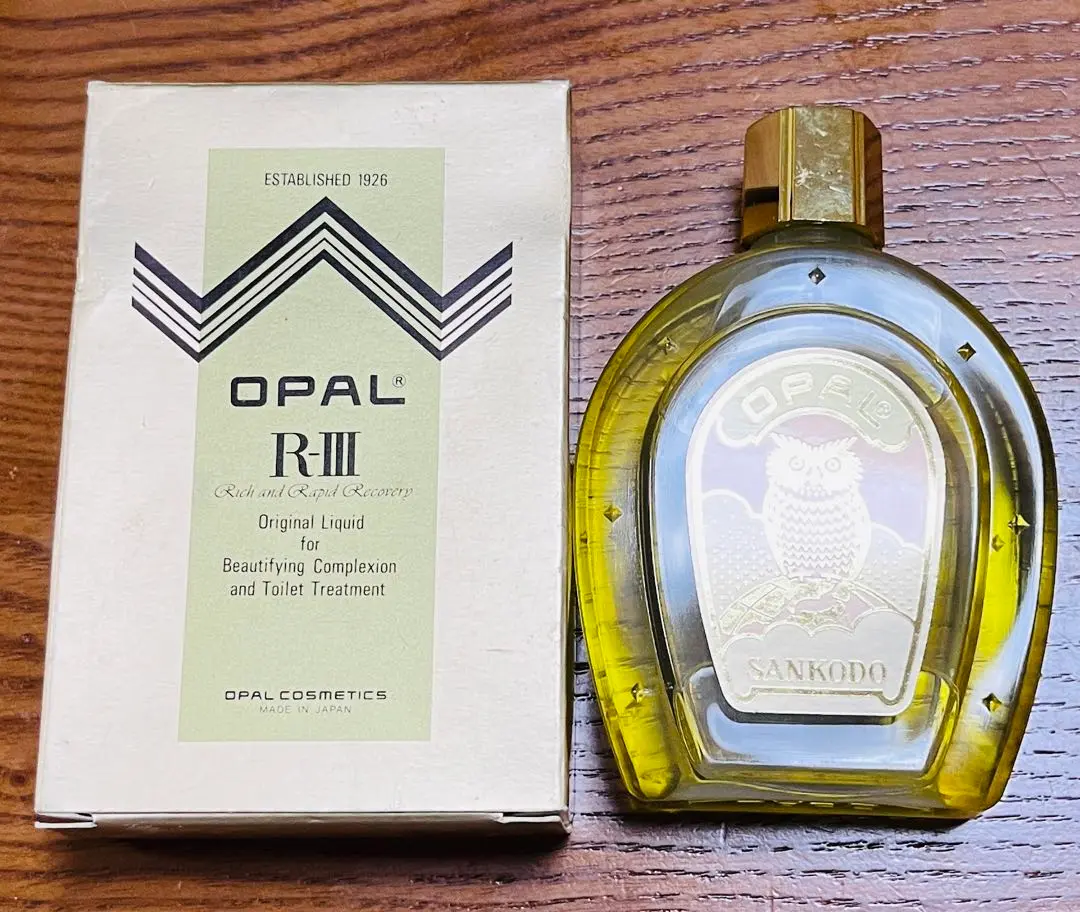 ESTABLISHED 1926
OPAL®
R-III
Rich and Rapid Recovery
Original Liquid
for
Beautifying Complexion
and Toilet Treatment
OPAL COSMETICS
MADE IN JAPAN
OPAL®
SANKODO